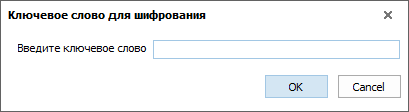 Ключевое слово для шифрования
Введите ключевое слово
OK Cancel